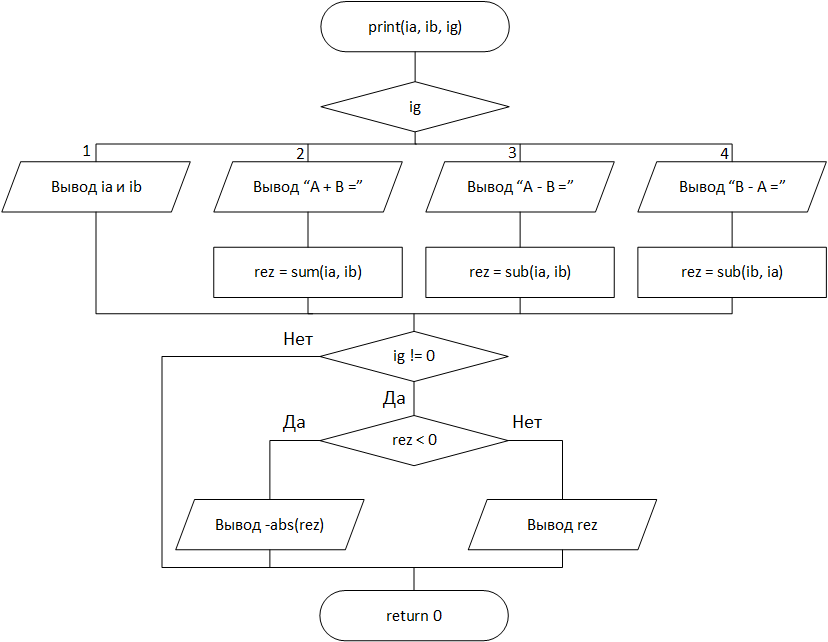 print(ia, ib, ig)
ig
1
2
3
4
Вывод ia и ib
Вывод “A + B =”
Вывод “A - B =”
Вывод “B - A =”
rez = sum(ia, ib)
rez = sub(ia, ib)
rez = sub(ib, ia)
Нет
ig != 0
Да
Да
rez < 0
Нет
Вывод -abs(rez)
Вывод rez
return 0